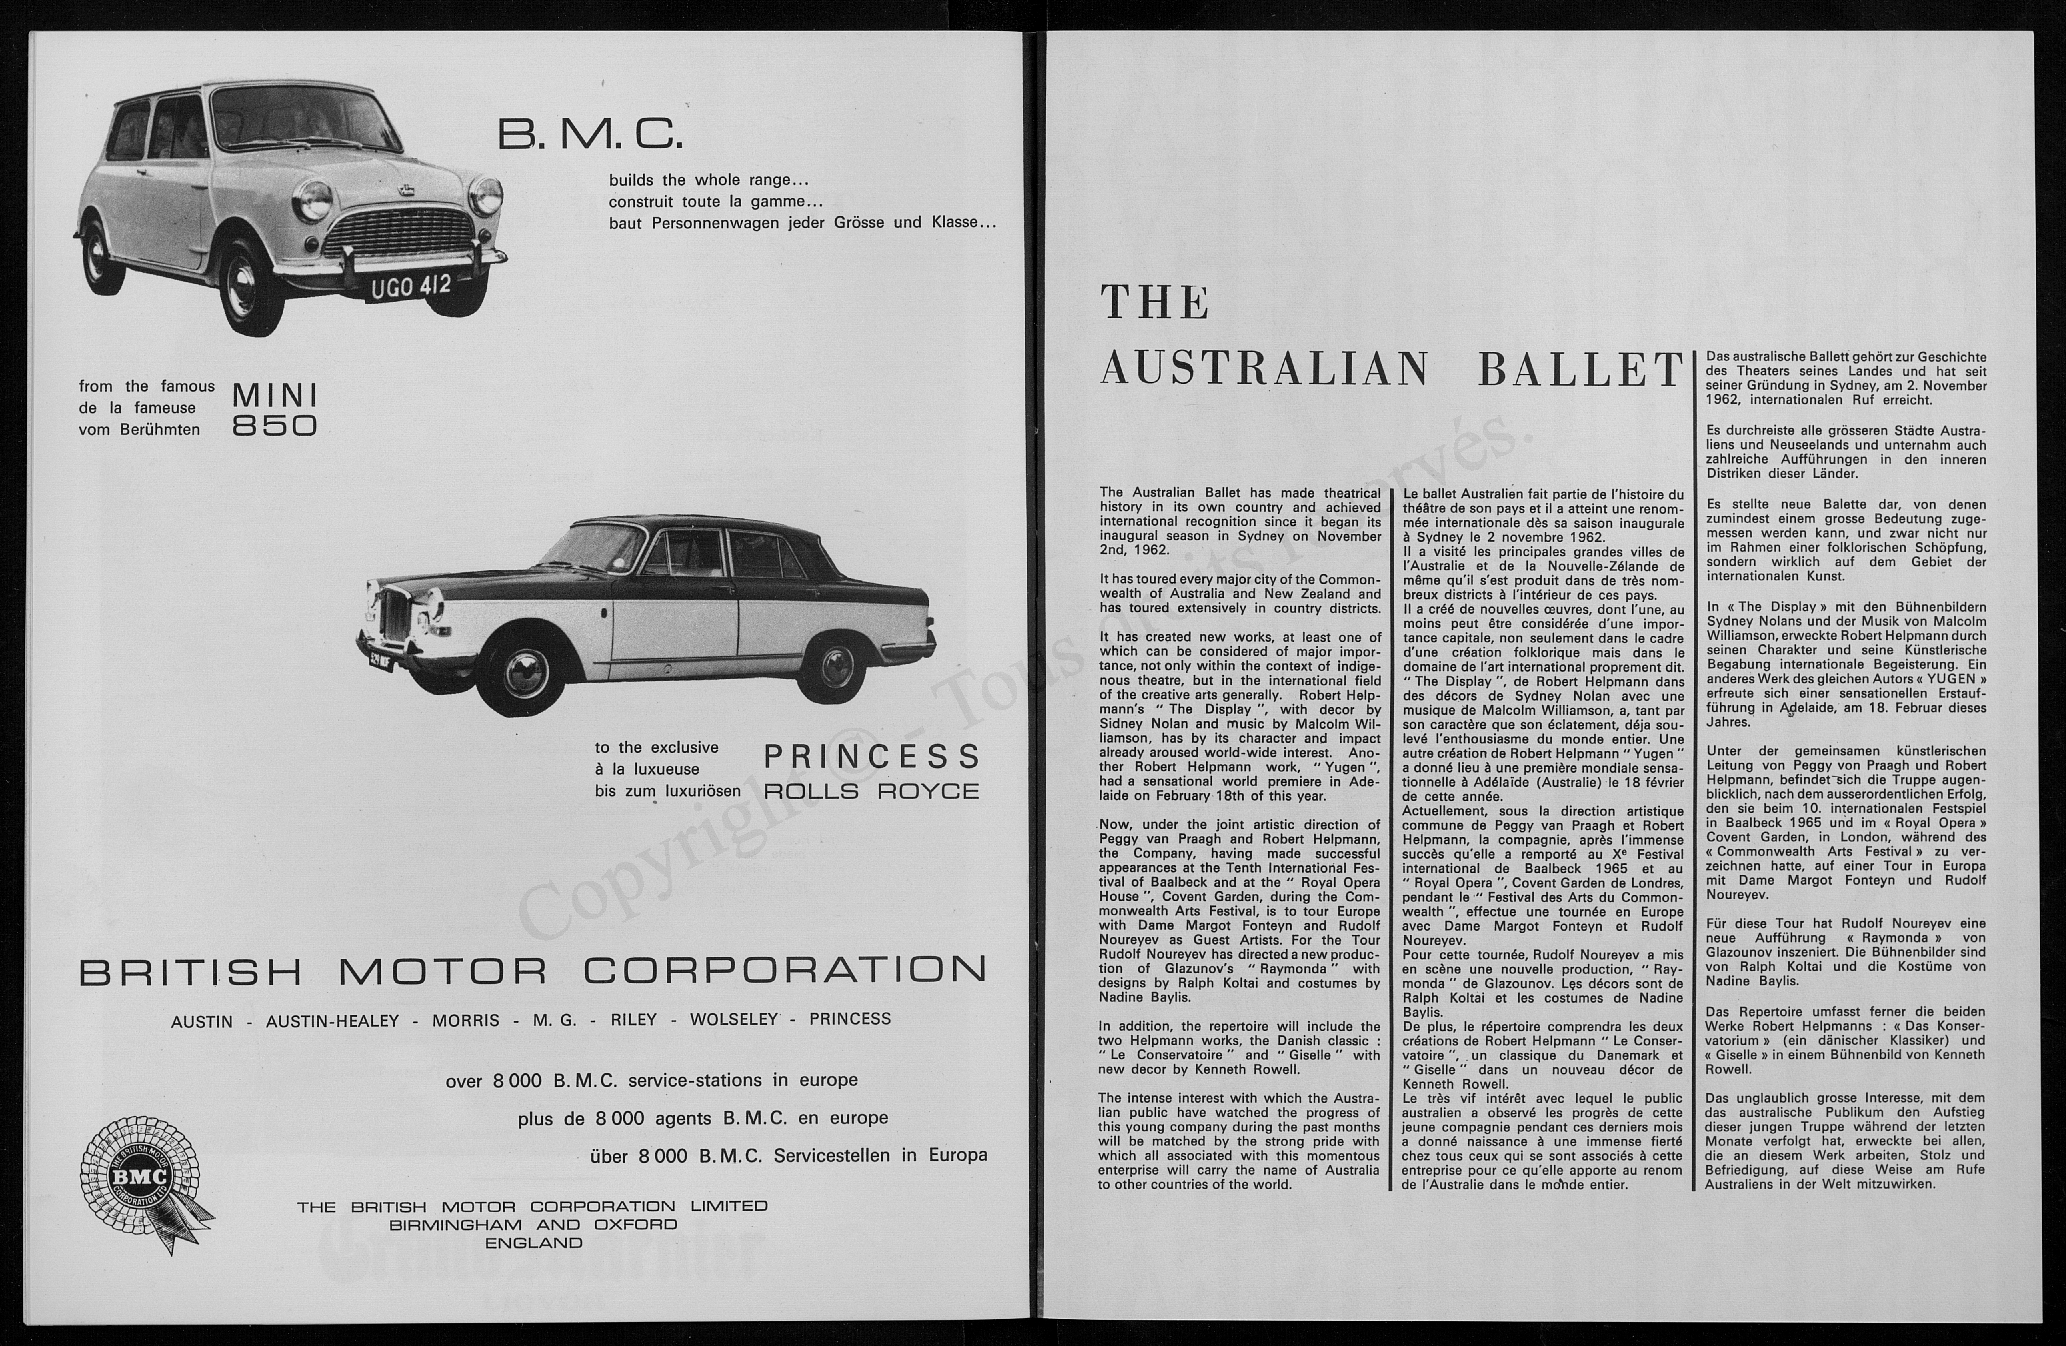 B. M. C.
builds the whole range...
construit toute la gamme...
baut Personnenwagen jeder Grösse und Klasse...
UGO 412
from the famous
de la fameuse
vom Berühmten
MINI
850
to the exclusive
à la luxueuse
bis zum luxuriösen
PRINCESS
ROLLS ROYCE
BRITISH MOTOR CORPORATION
AUSTIN - AUSTIN-HEALEY - MORRIS - M. G. - RILEY - WOLSELEY - PRINCESS
over 8 000 B. M. C. service-stations in europe
plus de 8 000 agents B. M. C. en europe
über 8 000 B. M. C. Servicestellen in Europa
THE BRITISH MOTOR
BMC
CORPORATION LTD
THE BRITISH MOTOR CORPORATION LIMITED
BIRMINGHAM AND OXFORD
ENGLAND
THE
AUSTRALIAN BALLET
The Australian Ballet has made theatrical
history in its own country and achieved
international recognition since it began its
inaugural season in Sydney on November
2nd, 1962.
It has toured every major city of the Common-
wealth of Australia and New Zealand and
has toured extensively in country districts.
It has created new works, at least one of
which can be considered of major impor-
tance, not only within the context of indige-
nous theatre, but in the international field
of the creative arts generally. Robert Help-
mann's " The Display ", with decor by
Sidney Nolan and music by Malcolm Wil-
liamson, has by its character and impact
already aroused world-wide interest. Ano-
ther Robert Helpmann work, " Yugen ",
had a sensational world premiere in Ade-
laide on February 18th of this year.
Now, under the joint artistic direction of
Peggy van Praagh and Robert Helpmann,
the Company, having made successful
appearances at the Tenth International Fes-
tival of Baalbeck and at the " Royal Opera
House ", Covent Garden, during the Com-
monwealth Arts Festival, is to tour Europe
with Dame Margot Fonteyn and Rudolf
Noureyev as Guest Artists. For the Tour
Rudolf Noureyev has directed a new produc-
tion of Glazunov's " Raymonda " with
designs by Ralph Koltai and costumes by
Nadine Baylis.
In addition, the repertoire will include the
two Helpmann works, the Danish classic :
" Le Conservatoire " and " Giselle " with
new decor by Kenneth Rowell.
The intense interest with which the Austra-
lian public have watched the progress of
this young company during the past months
will be matched by the strong pride with
which all associated with this momentous
enterprise will carry the name of Australia
to other countries of the world.
Le ballet Australien fait partie de l'histoire du
théâtre de son pays et il a atteint une renom-
mée internationale dès sa saison inaugurale
à Sydney le 2 novembre 1962.
Il a visité les principales grandes villes de
l'Australie et de la Nouvelle-Zélande de
même qu'il s'est produit dans de très nom-
breux districts à l'intérieur de ces pays.
Il a créé de nouvelles œuvres, dont l'une, au
moins peut être considérée d'une impor-
tance capitale, non seulement dans le cadre
d'une création folklorique mais dans le
domaine de l'art international proprement dit.
" The Display ", de Robert Helpmann dans
des décors de Sydney Nolan avec une
musique de Malcolm Williamson, a, tant par
son caractère que son éclatement, déja sou-
levé l'enthousiasme du monde entier. Une
autre création de Robert Helpmann " Yugen "
a donné lieu à une première mondiale sensa-
tionnelle à Adélaïde (Australie) le 18 février
de cette année.
Actuellement, sous la direction artistique
commune de Peggy van Praagh et Robert
Helpmann, la compagnie, après l'immense
succès qu'elle a remporté au Xe Festival
international de Baalbeck 1965 et au
" Royal Opera ", Covent Garden de Londres,
pendant le " Festival des Arts du Common-
wealth ", effectue une tournée en Europe
avec Dame Margot Fonteyn et Rudolf
Noureyev.
Pour cette tournée, Rudolf Noureyev a mis
en scène une nouvelle production, " Ray-
monda " de Glazounov. Les décors sont de
Ralph Koltai et les costumes de Nadine
Baylis.
De plus, le répertoire comprendra les deux
créations de Robert Helpmann " Le Conser-
vatoire ", un classique du Danemark et
" Giselle " dans un nouveau décor de
Kenneth Rowell.
Le très vif intérêt avec lequel le public
australien a observé les progrès de cette
jeune compagnie pendant ces derniers mois
a donné naissance à une immense fierté
chez tous ceux qui se sont associés à cette
entreprise pour ce qu'elle apporte au renom
de l'Australie dans le monde entier.
Das australische Ballett gehört zur Geschichte
des Theaters seines Landes und hat seit
seiner Gründung in Sydney, am 2. November
1962, internationalen Ruf erreicht.
Es durchreiste alle grösseren Städte Austra-
liens und Neuseelands und unternahm auch
zahlreiche Aufführungen in den inneren
Distriken dieser Länder.
Es stellte neue Balette dar, von denen
zumindest einem grosse Bedeutung zuge-
messen werden kann, und zwar nicht nur
im Rahmen einer folklorischen Schöpfung,
sondern wirklich auf dem Gebiet der
internationalen Kunst.
In « The Display » mit den Bühnenbildern
Sydney Nolans und der Musik von Malcolm
Williamson, erweckte Robert Helpmann durch
seinen Charakter und seine Künstlerische
Begabung internationale Begeisterung. Ein
anderes Werk des gleichen Autors « YUGEN »
erfreute sich einer sensationellen Erstauf-
führung in Adelaide, am 18. Februar dieses
Jahres.
Unter der gemeinsamen künstlerischen
Leitung von Peggy van Praagh und Robert
Helpmann, befindet sich die Truppe augen-
blicklich, nach dem ausserordentlichen Erfolg,
den sie beim 10. internationalen Festspiel
in Baalbeck 1965 und im « Royal Opera »
Covent Garden, in London, während des
« Commonwealth Arts Festival » zu ver-
zeichnen hatte, auf einer Tour in Europa
mit Dame Margot Fonteyn und Rudolf
Noureyev.
Für diese Tour hat Rudolf Noureyev eine
neue Aufführung « Raymonda » von
Glazounov inszeniert. Die Bühnenbilder sind
von Ralph Koltai und die Kostüme von
Nadine Baylis.
Das Repertoire umfasst ferner die beiden
Werke Robert Helpmanns : « Das Konser-
vatorium » (ein dänischer Klassiker) und
« Giselle » in einem Bühnenbild von Kenneth
Rowell.
Das unglaublich grosse Interesse, mit dem
das australische Publikum den Aufstieg
dieser jungen Truppe während der letzten
Monate verfolgt hat, erweckte bei allen,
die an diesem Werk arbeiten, Stolz und
Befriedigung, auf diese Weise am Rufe
Australiens in der Welt mitzuwirken.
Copyright © - Tous droits réservés.